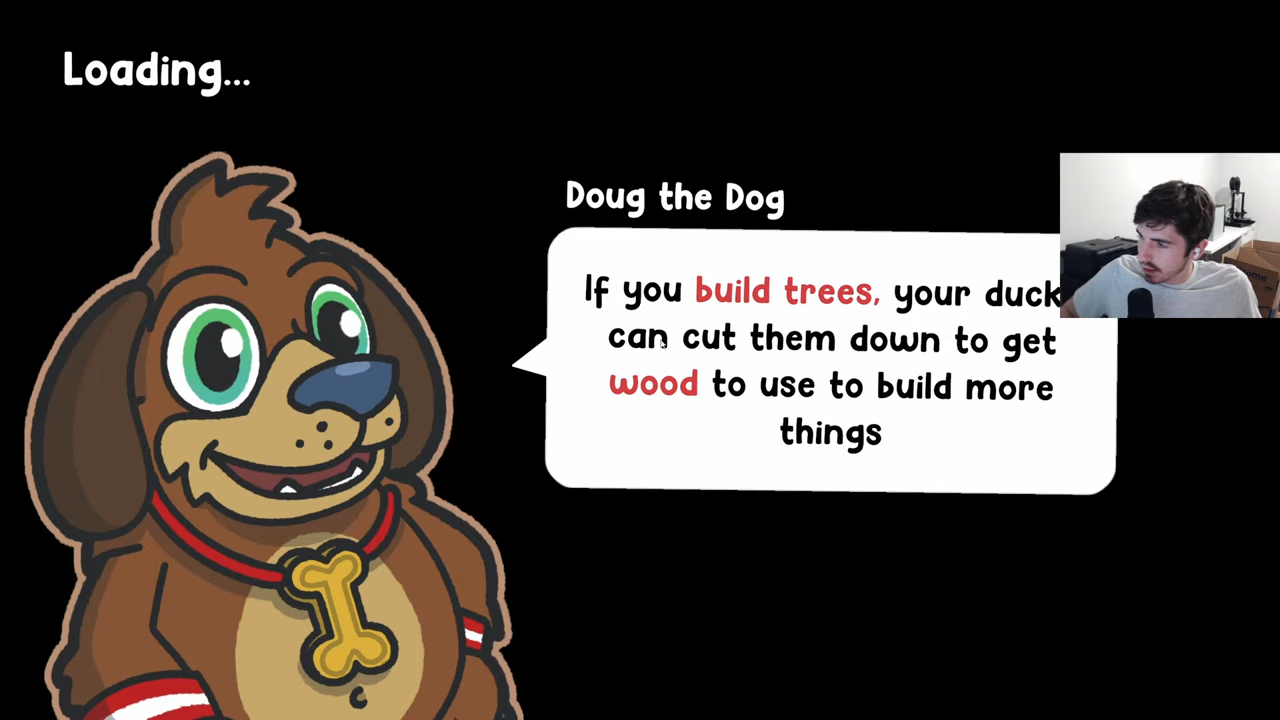 Loading...
Doug the Dog
If you build trees, your duck
can cut them down to get
wood to use to build more
things